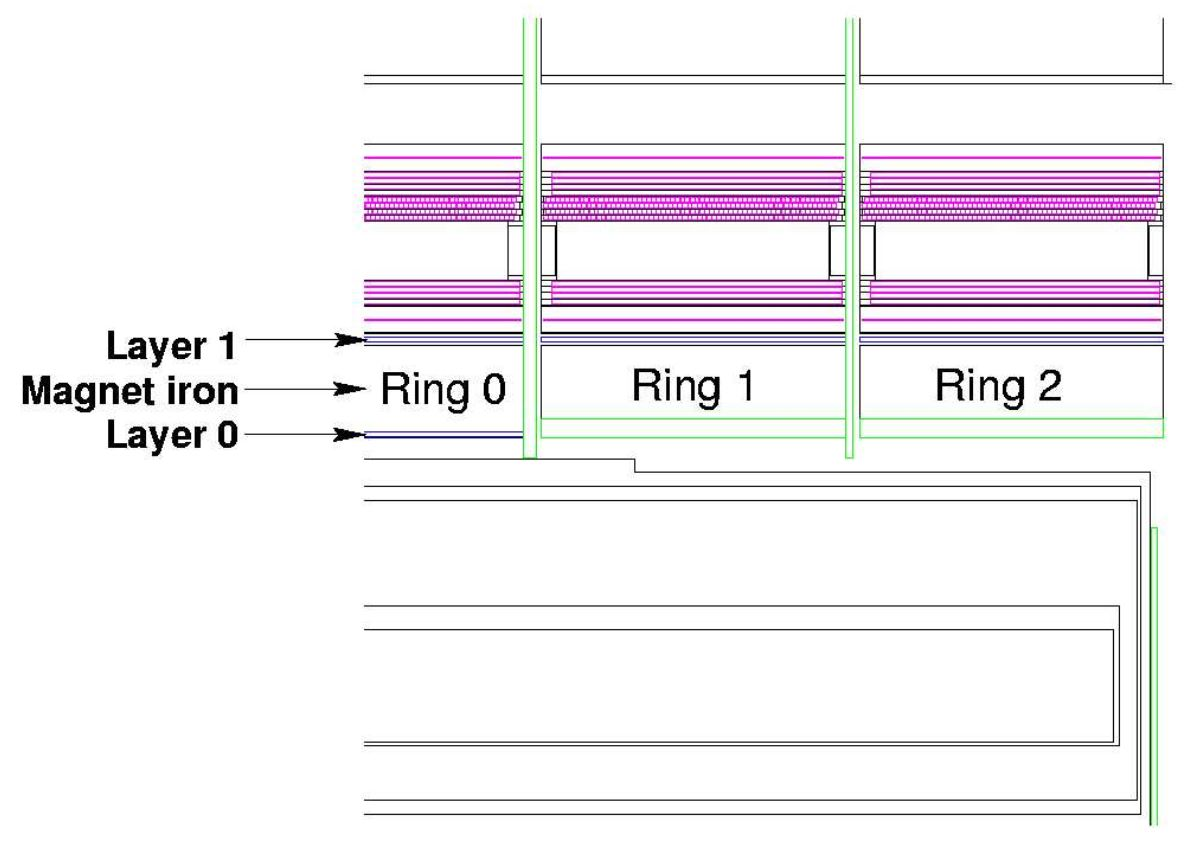 Layer 1
Magnet iron
Layer 0
Ring 0
Ring 1
Ring 2